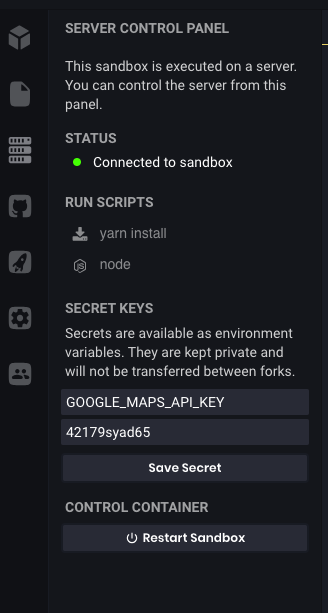 SERVER CONTROL PANEL
This sandbox is executed on a server.
You can control the server from this
panel.
STATUS
Connected to sandbox
RUN SCRIPTS
yarn install
node
SECRET KEYS
Secrets are available as environment
variables. They are kept private and
will not be transferred between forks.
GOOGLE_MAPS_API_KEY
42179syad65
Save Secret
CONTROL CONTAINER
Restart Sandbox